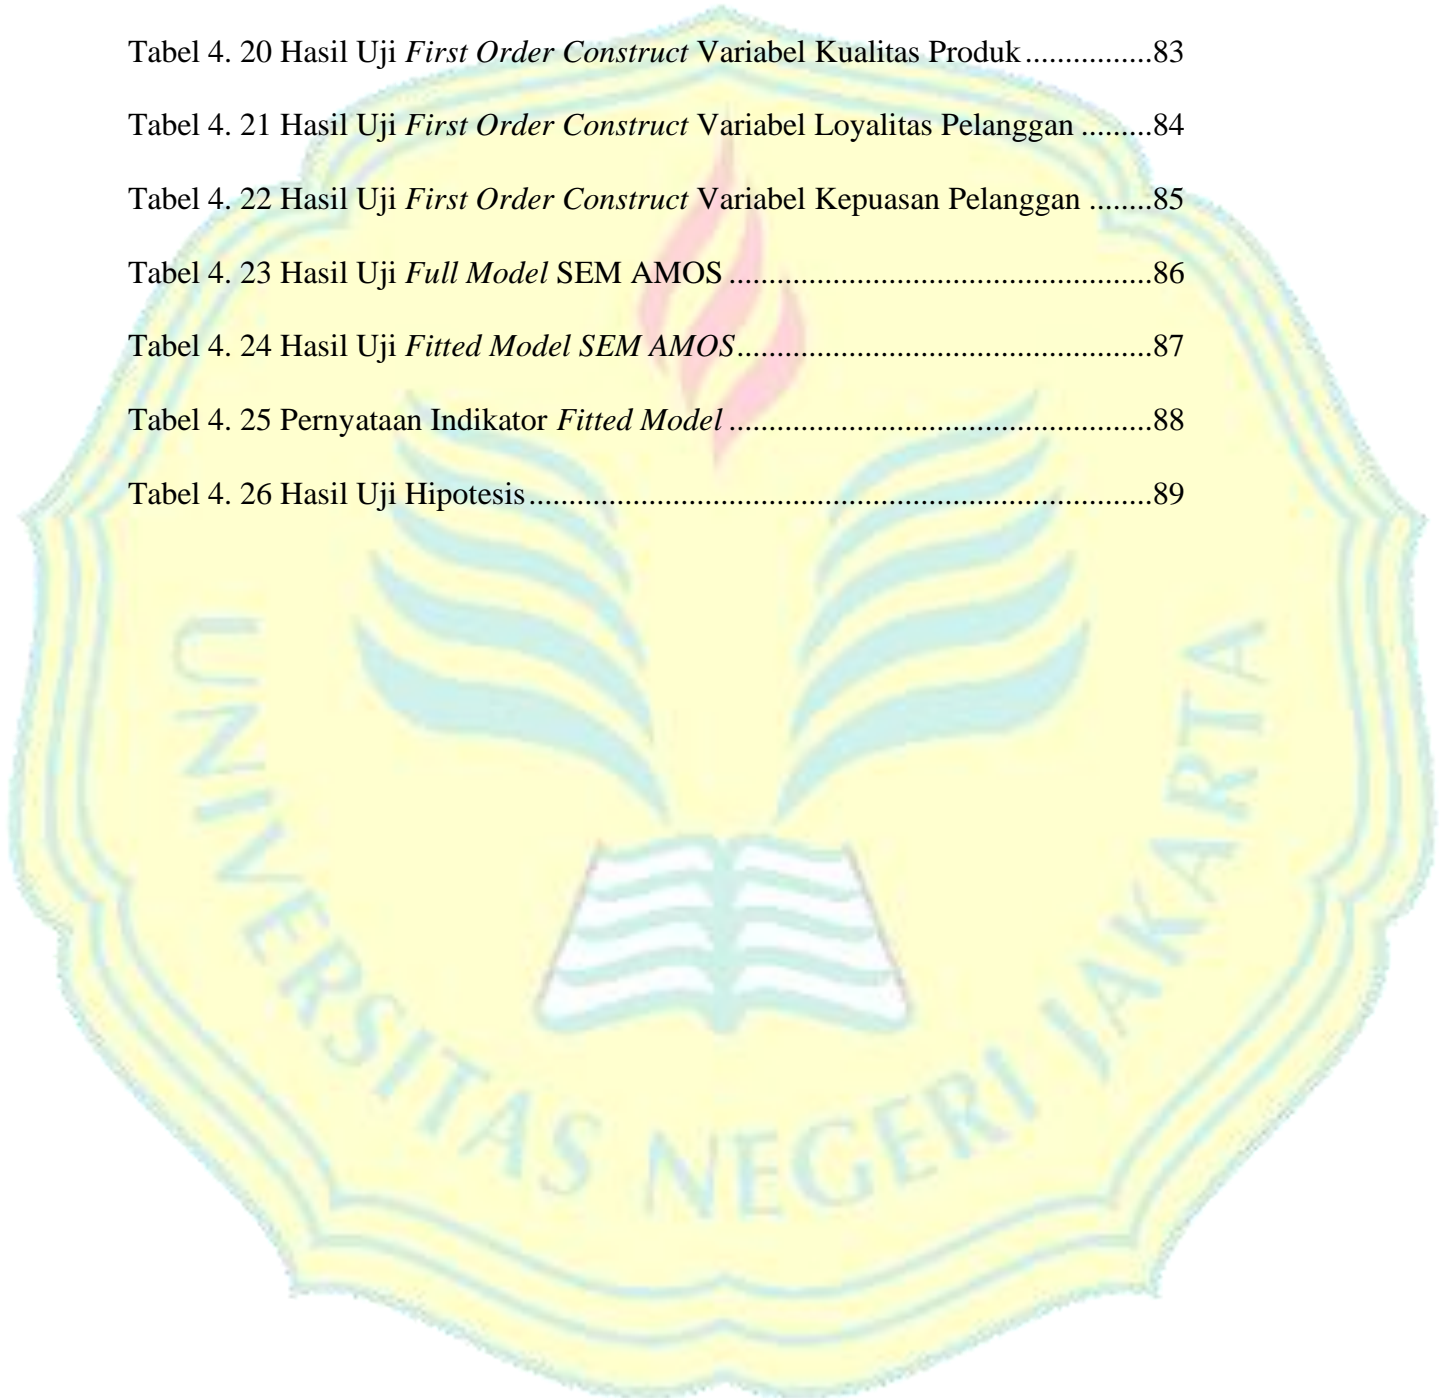 Tabel 4. 20 Hasil Uji First Order Construct Variabel Kualitas Produk................83
Tabel 4. 21 Hasil Uji First Order Construct Variabel Loyalitas Pelanggan .........84
Tabel 4. 22 Hasil Uji First Order Construct Variabel Kepuasan Pelanggan ........85
Tabel 4. 23 Hasil Uji Full Model SEM AMOS .....................................................86
Tabel 4. 24 Hasil Uji Fitted Model SEM AMOS....................................................87
Tabel 4. 25 Pernyataan Indikator Fitted Model .....................................................88
Tabel 4. 26 Hasil Uji Hipotesis..............................................................................89
UNIVERSITAS NEGERI JAKARTA